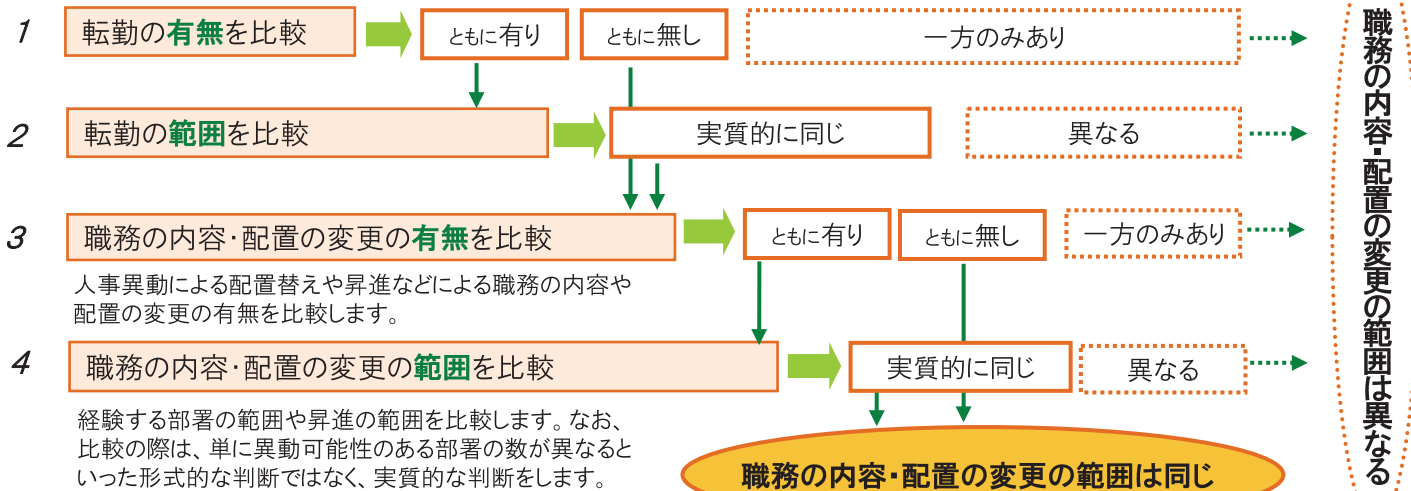 1
転勤の有無を比較
ともに有り
ともに無し
一方のみあり
2
転勤の範囲を比較
実質的に同じ
異なる
3
職務の内容・配置の変更の有無を比較
ともに有り
ともに無し
一方のみあり
人事異動による配置替えや昇進などによる職務の内容や
配置の変更の有無を比較します。
4
職務の内容・配置の変更の範囲を比較
実質的に同じ
異なる
経験する部署の範囲や昇進の範囲を比較します。なお、
比較の際は、単に異動可能性のある部署の数が異なると
いった形式的な判断ではなく、実質的な判断をします。
職務の内容・配置の変更の範囲は同じ
職務の内容・配置の変更の範囲は異なる